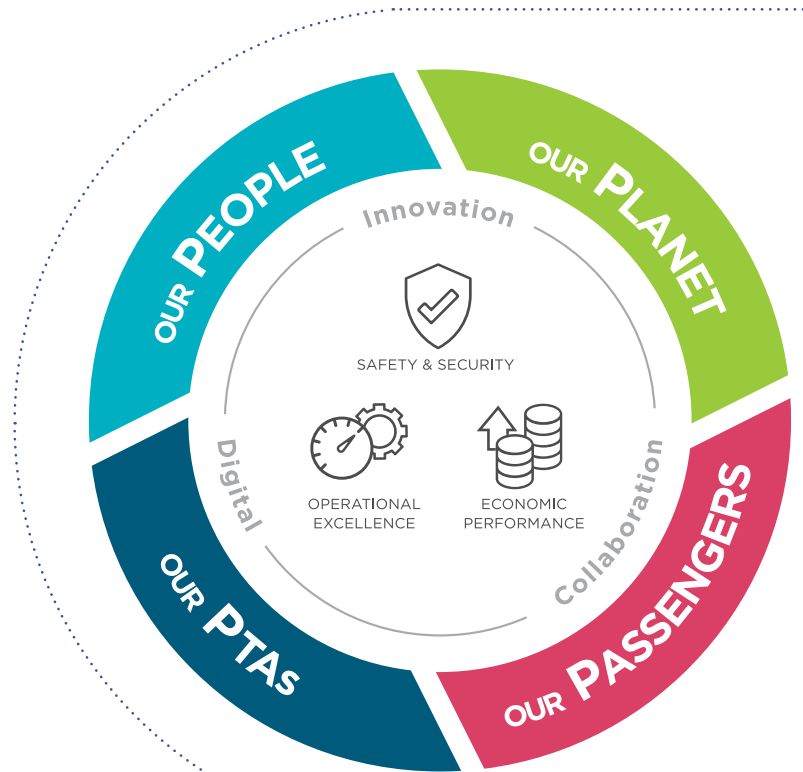 OUR PEOPLE
OUR PLANET
Innovation
SAFETY & SECURITY
Digital
OPERATIONAL
EXCELLENCE
ECONOMIC
PERFORMANCE
Collaboration
OUR PTAs
OUR PASSENGERS